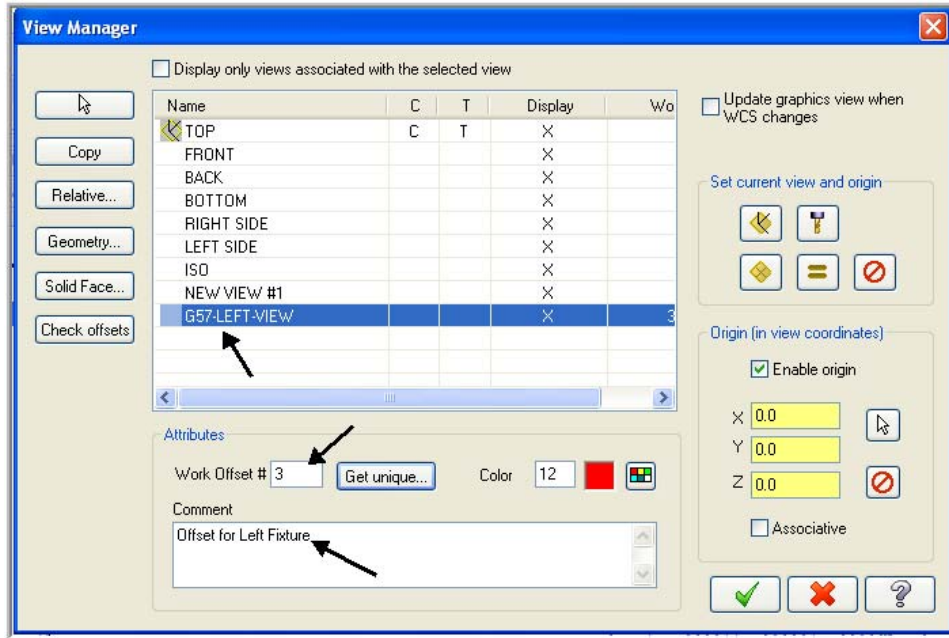 View Manager
Display only views associated with the selected view
Copy
Relative...
Geometry...
Solid Face...
Check offsets
Name C T Display Wo
TOP C T X
FRONT X
BACK X
BOTTOM X
RIGHT SIDE X
LEFT SIDE X
ISO X
NEW VIEW #1 X
G57-LEFT-VIEW X 3
Attributes
Work Offset # 3 Get unique... Color 12
Comment
Offset for Left Fixture
Update graphics view when
WCS changes
Set current view and origin
Origin (in view coordinates)
Enable origin
X 0.0
Y 0.0
Z 0.0
Associative